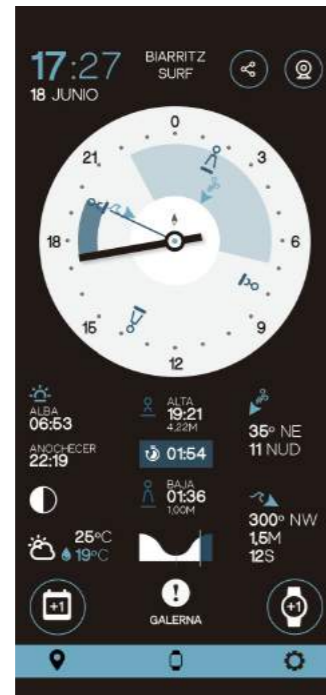 17:27
BIARRITZ
SURF
18 JUNIO
0
3
6
9
12
15
18
21
ALBA
06:53
ANOCHECER
22:19
25ºC
19ºC
ALTA
19:21
4,22M
01:54
BAJA
01:36
1,00M
GALERNA
35º NE
11 NUD
300º NW
1,5M
12S
+1
+1